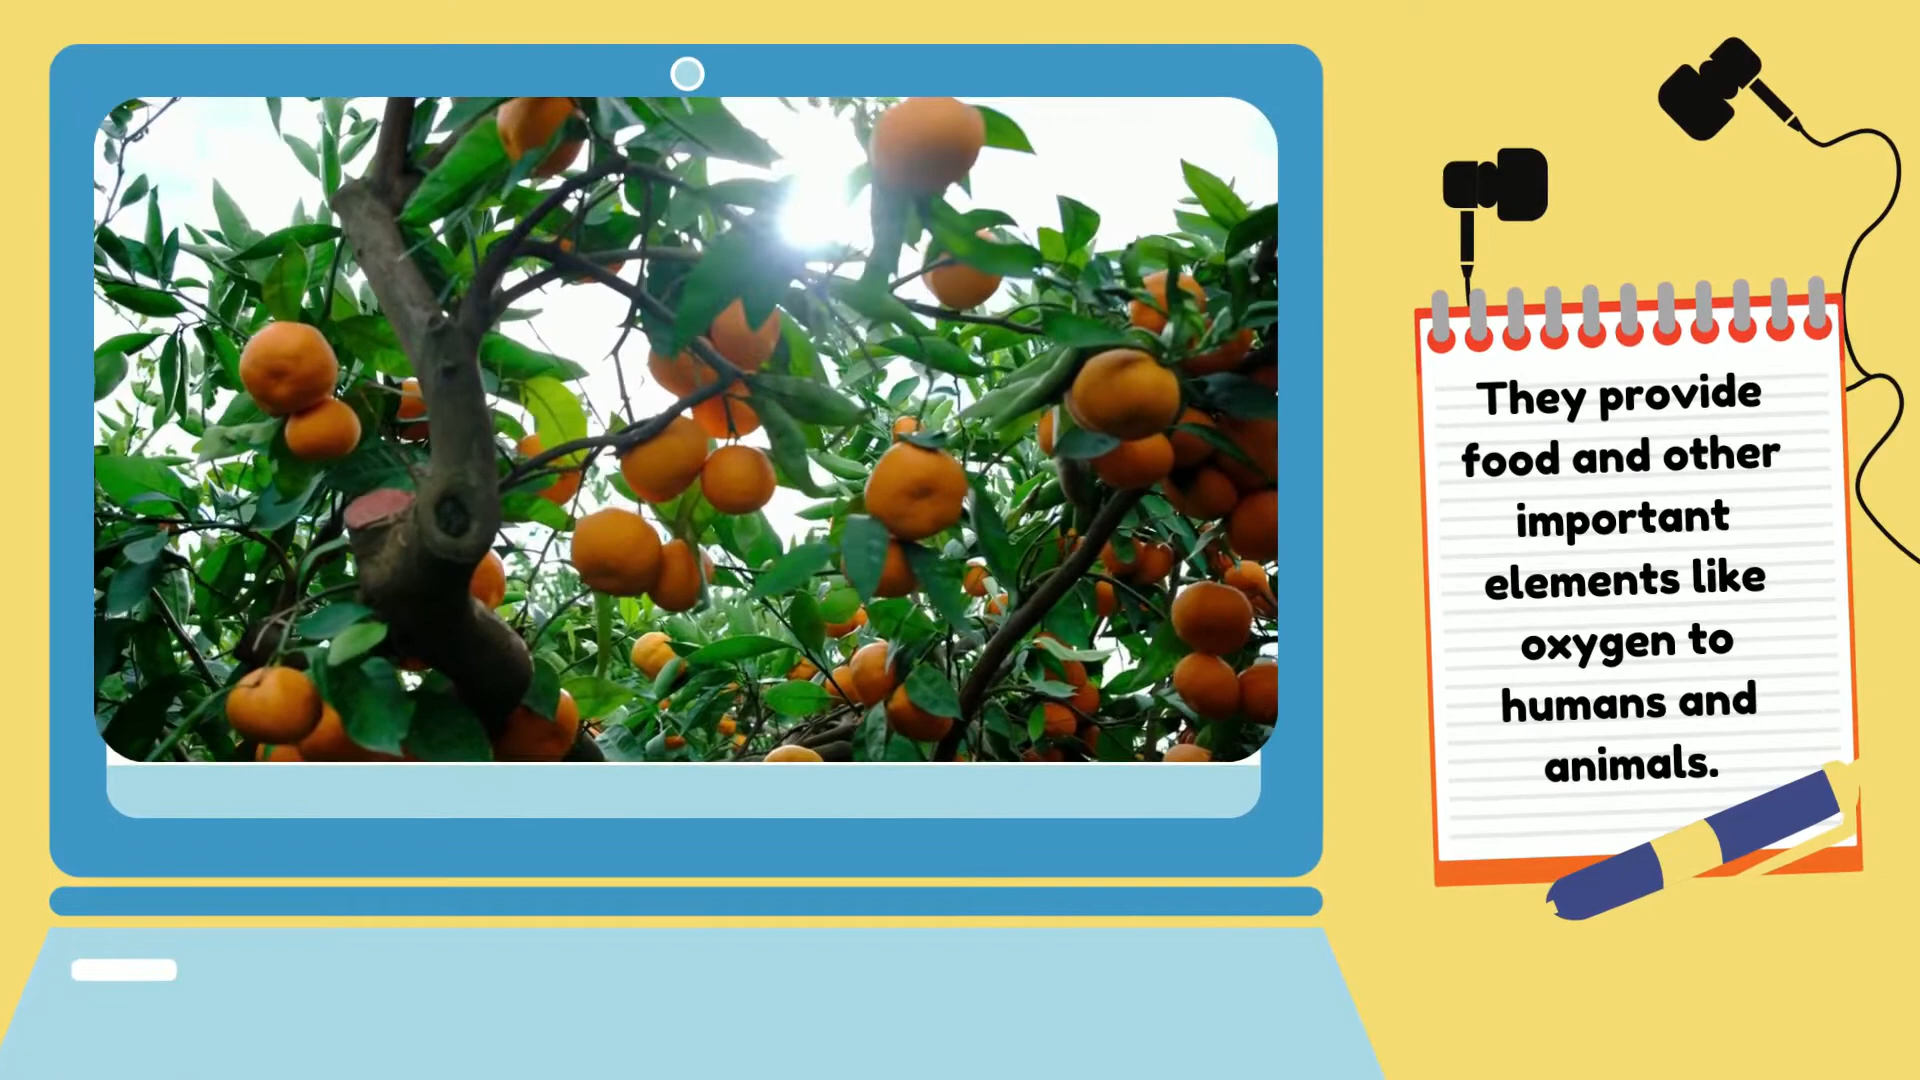 They provide
food and other
important
elements like
oxygen to
humans and
animals.